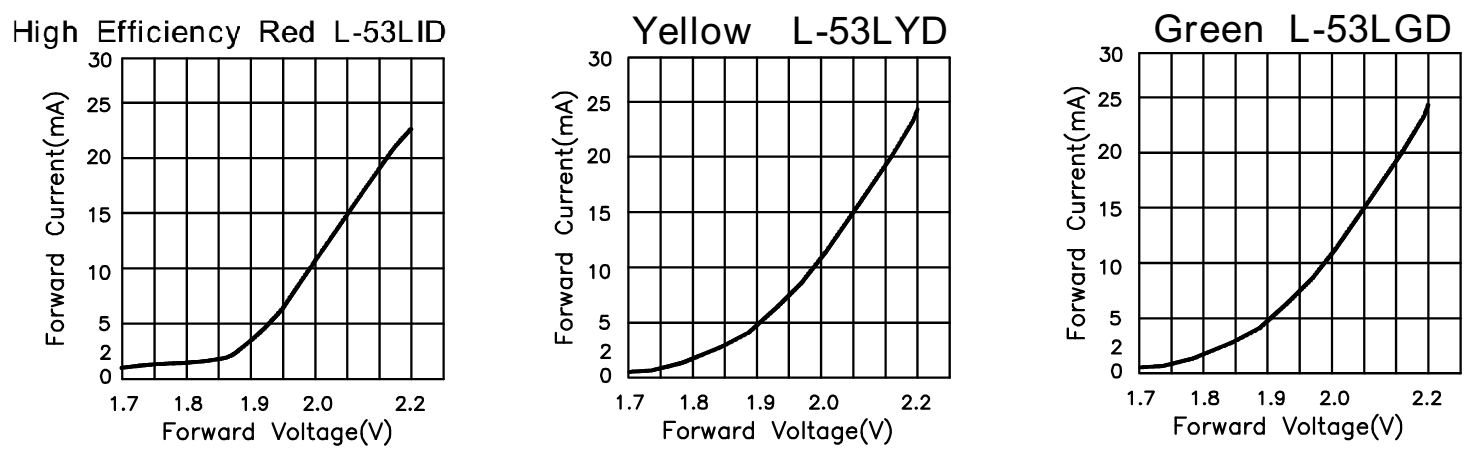 High Efficiency Red L-53LID
30
25
20
15
10
5
2
0
Forward Current(mA)
1.7 1.8 1.9 2.0 2.2
Forward Voltage(V)
Yellow L-53LYD
30
25
20
15
10
5
2
0
Forward Current(mA)
1.7 1.8 1.9 2.0 2.2
Forward Voltage(V)
Green L-53LGD
30
25
20
15
10
5
2
0
Forward Current(mA)
1.7 1.8 1.9 2.0 2.2
Forward Voltage(V)